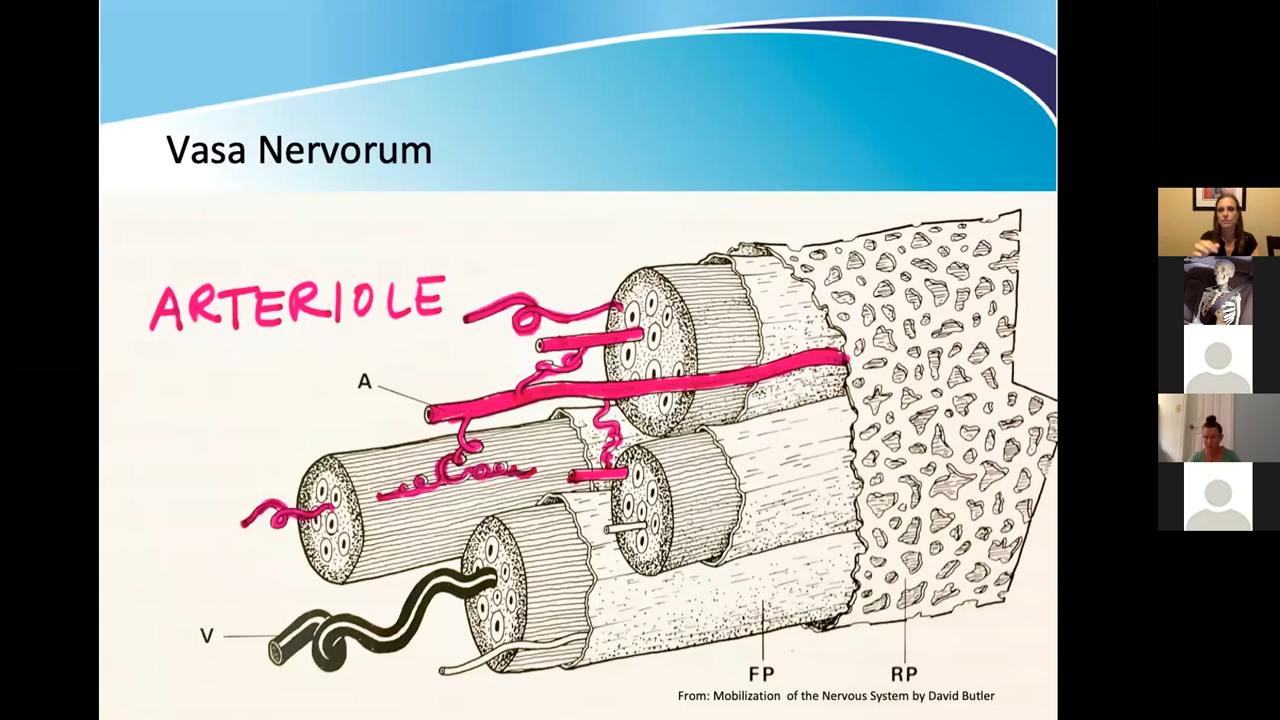 Vasa Nervorum
ARTERIOLE
A
V
FP
RP
From: Mobilization of the Nervous System by David Butler